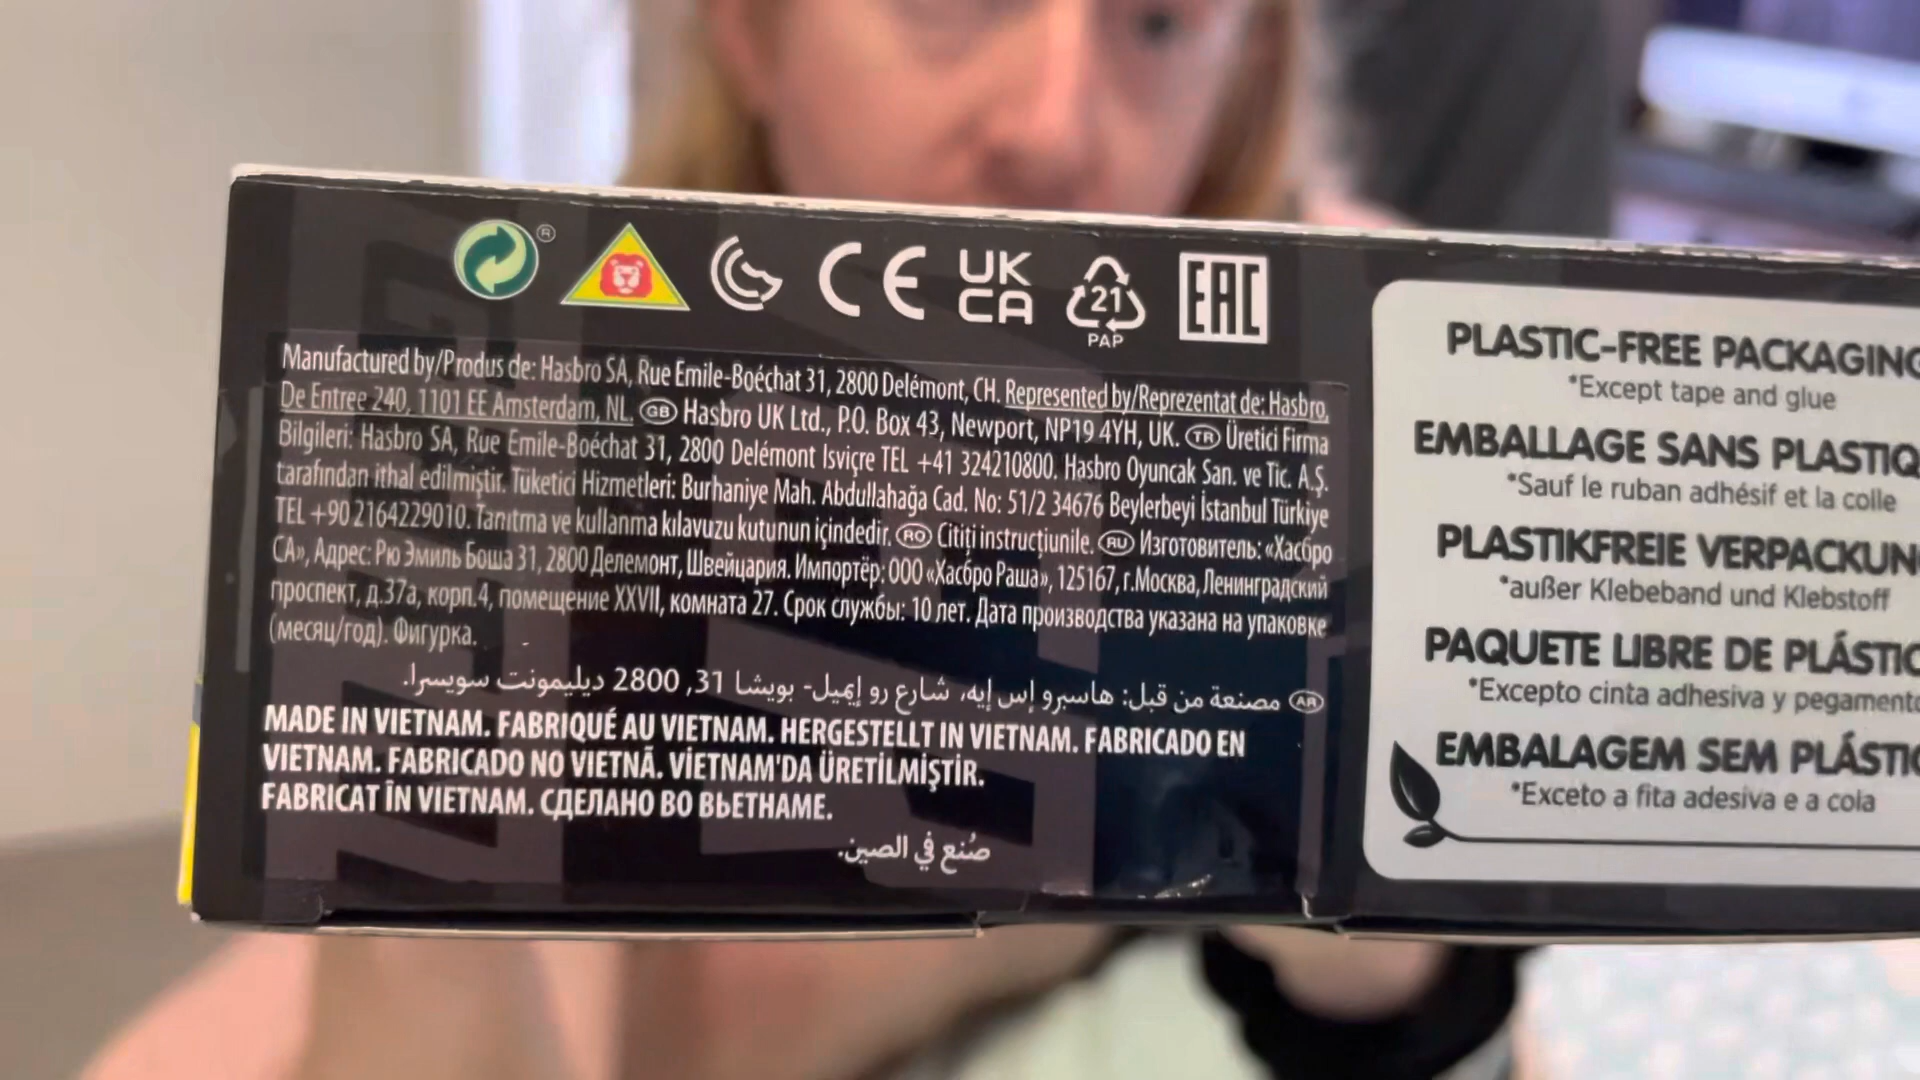 ®
CE
UK
CA
21
PAP
EAC
Manufactured by/Produs de: Hasbro SA, Rue Emile-Boéchat 31, 2800 Delémont, CH. Represented by/Reprezentat de: Hasbro,
De Entree 240, 1101 EE Amsterdam, NL. GB Hasbro UK Ltd., P.O. Box 43, Newport, NP19 4YH, UK. TR Üretici Firma
Bilgileri: Hasbro SA, Rue Emile-Boéchat 31, 2800 Delémont Isviçre TEL +41 324210800. Hasbro Oyuncak San. ve Tic. A.Ş.
tarafından ithal edilmiştir. Tüketici Hizmetleri: Burhaniye Mah. Abdullahağa Cad. No: 51/2 34676 Beylerbeyi İstanbul Türkiye
TEL +90 2164229010. Tanıtma ve kullanma kılavuzu kutunun içindedir. RO Citiți instrucțiunile. RU Изготовитель: «Хасбро
СА», Адрес: Рю Эмиль Боша 31, 2800 Делемонт, Швейцария. Импортёр: ООО «Хасбро Раша», 125167, г.Москва, Ленинградский
проспект, д.37а, корп.4, помещение XXVII, комната 27. Срок службы: 10 лет. Дата производства указана на упаковке
(месяц/год). Фигурка.
AR مصنعة من قبل: هاسبرو إس إيه، شارع رو إيميل- بويشا 31, 2800 ديليمونت سويسرا.
MADE IN VIETNAM. FABRIQUÉ AU VIETNAM. HERGESTELLT IN VIETNAM. FABRICADO EN
VIETNAM. FABRICADO NO VIETNÃ. VİETNAM'DA ÜRETİLMİŞTİR.
FABRICAT ÎN VIETNAM. СДЕЛАНО ВО ВЬЕТНАМЕ.
صُنع في الصين.
PLASTIC-FREE PACKAGING
*Except tape and glue
EMBALLAGE SANS PLASTIQ
*Sauf le ruban adhésif et la colle
PLASTIKFREIE VERPACKUN
*außer Klebeband und Klebstoff
PAQUETE LIBRE DE PLÁSTIC
*Excepto cinta adhesiva y pegamento
EMBALAGEM SEM PLÁSTIC
*Exceto a fita adesiva e a cola